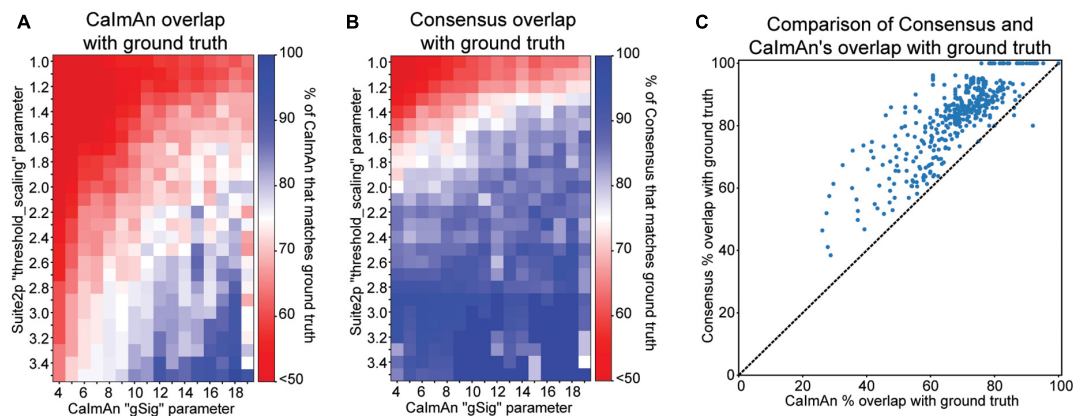 A
CaImAn overlap
with ground truth
Suite2p "threshold_scaling" parameter
1.0
1.2
1.4
1.6
1.8
2.0
2.2
2.4
2.6
2.8
3.0
3.2
3.4
4 6 8 10 12 14 16 18
CaImAn "gSig" parameter
100
90
80
70
60
<50
% of CaImAn that matches ground truth
B
Consensus overlap
with ground truth
Suite2p "threshold_scaling" parameter
1.0
1.2
1.4
1.6
1.8
2.0
2.2
2.4
2.6
2.8
3.0
3.2
3.4
4 6 8 10 12 14 16 18
CaImAn "gSig" parameter
100
90
80
70
60
<50
% of Consensus that matches ground truth
C
Comparison of Consensus and
CaImAn's overlap with ground truth
Consensus % overlap with ground truth
100
80
60
40
20
0
0 20 40 60 80 100
CaImAn % overlap with ground truth